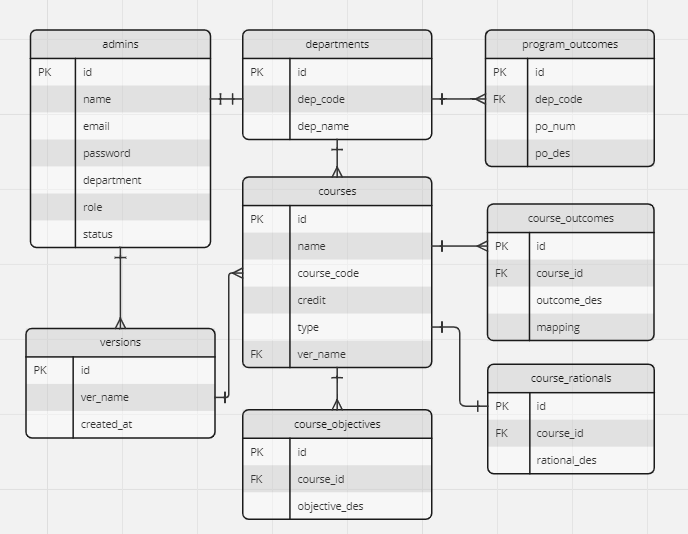 admins
PK id
name
email
password
department
role
status
departments
PK id
dep_code
dep_name
program_outcomes
PK id
FK dep_code
po_num
po_des
courses
PK id
name
course_code
credit
type
FK ver_name
course_outcomes
PK id
FK course_id
outcome_des
mapping
versions
PK id
ver_name
created_at
course_rationals
PK id
FK course_id
rational_des
course_objectives
PK id
FK course_id
objective_des